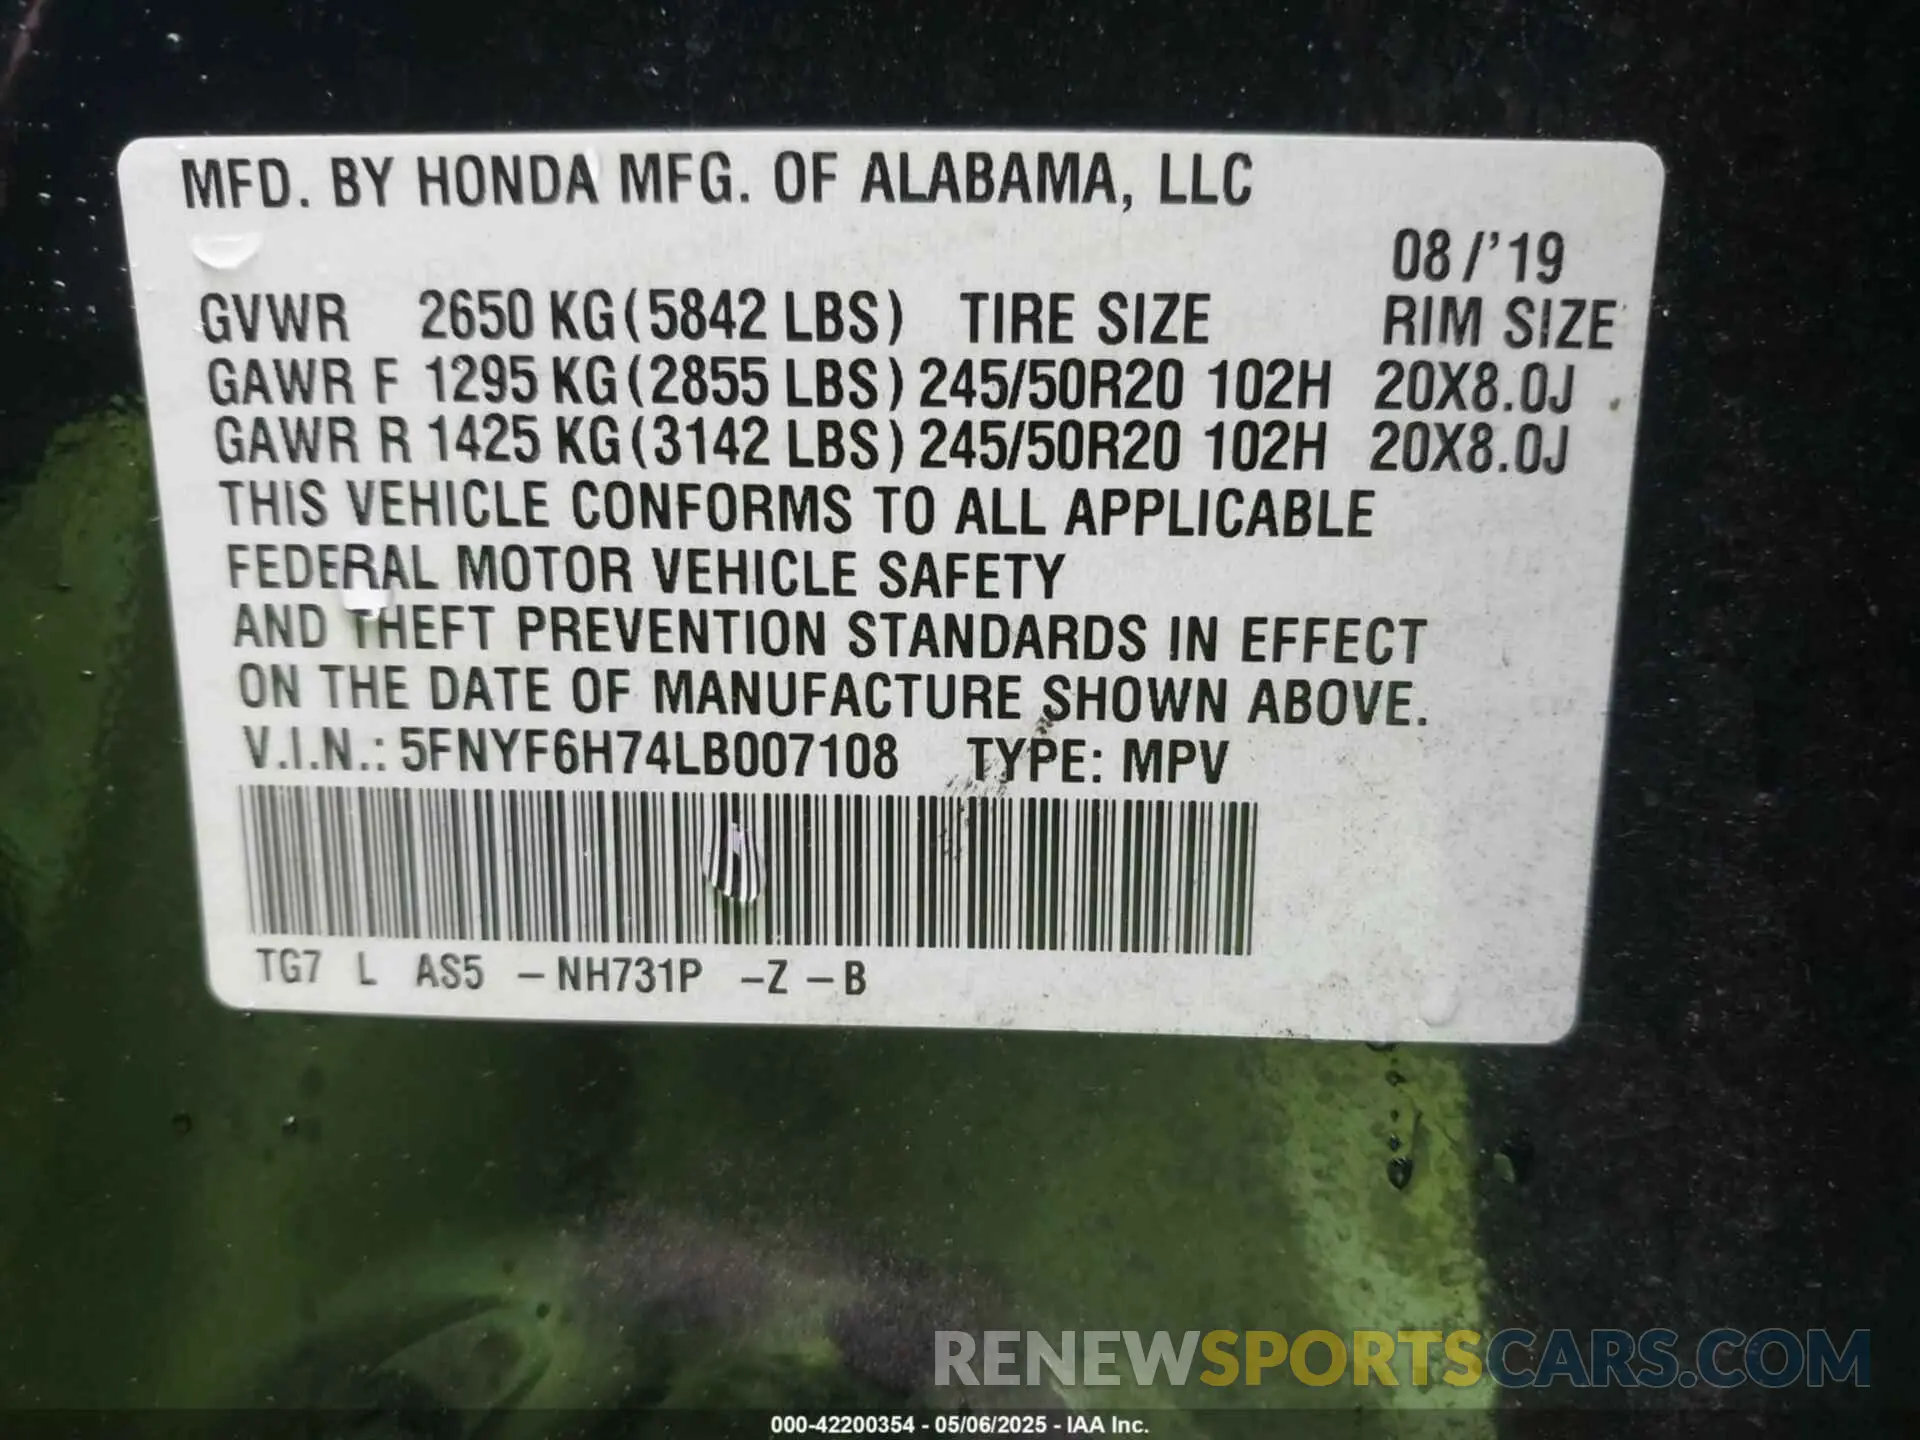 MFD. BY HONDA MFG. OF ALABAMA, LLC
08/'19
GVWR 2650 KG(5842 LBS) TIRE SIZE RIM SIZE
GAWR F 1295 KG(2855 LBS) 245/50R20 102H 20X8.0J
GAWR R 1425 KG(3142 LBS) 245/50R20 102H 20X8.0J
THIS VEHICLE CONFORMS TO ALL APPLICABLE
FEDERAL MOTOR VEHICLE SAFETY
AND THEFT PREVENTION STANDARDS IN EFFECT
ON THE DATE OF MANUFACTURE SHOWN ABOVE.
V.I.N.: 5FNYF6H74LB007108 TYPE: MPV
TG7 L AS5 -NH731P -Z -B
RENEWSPORTSCARS.COM
000-42200354 - 05/06/2025 - IAA Inc.